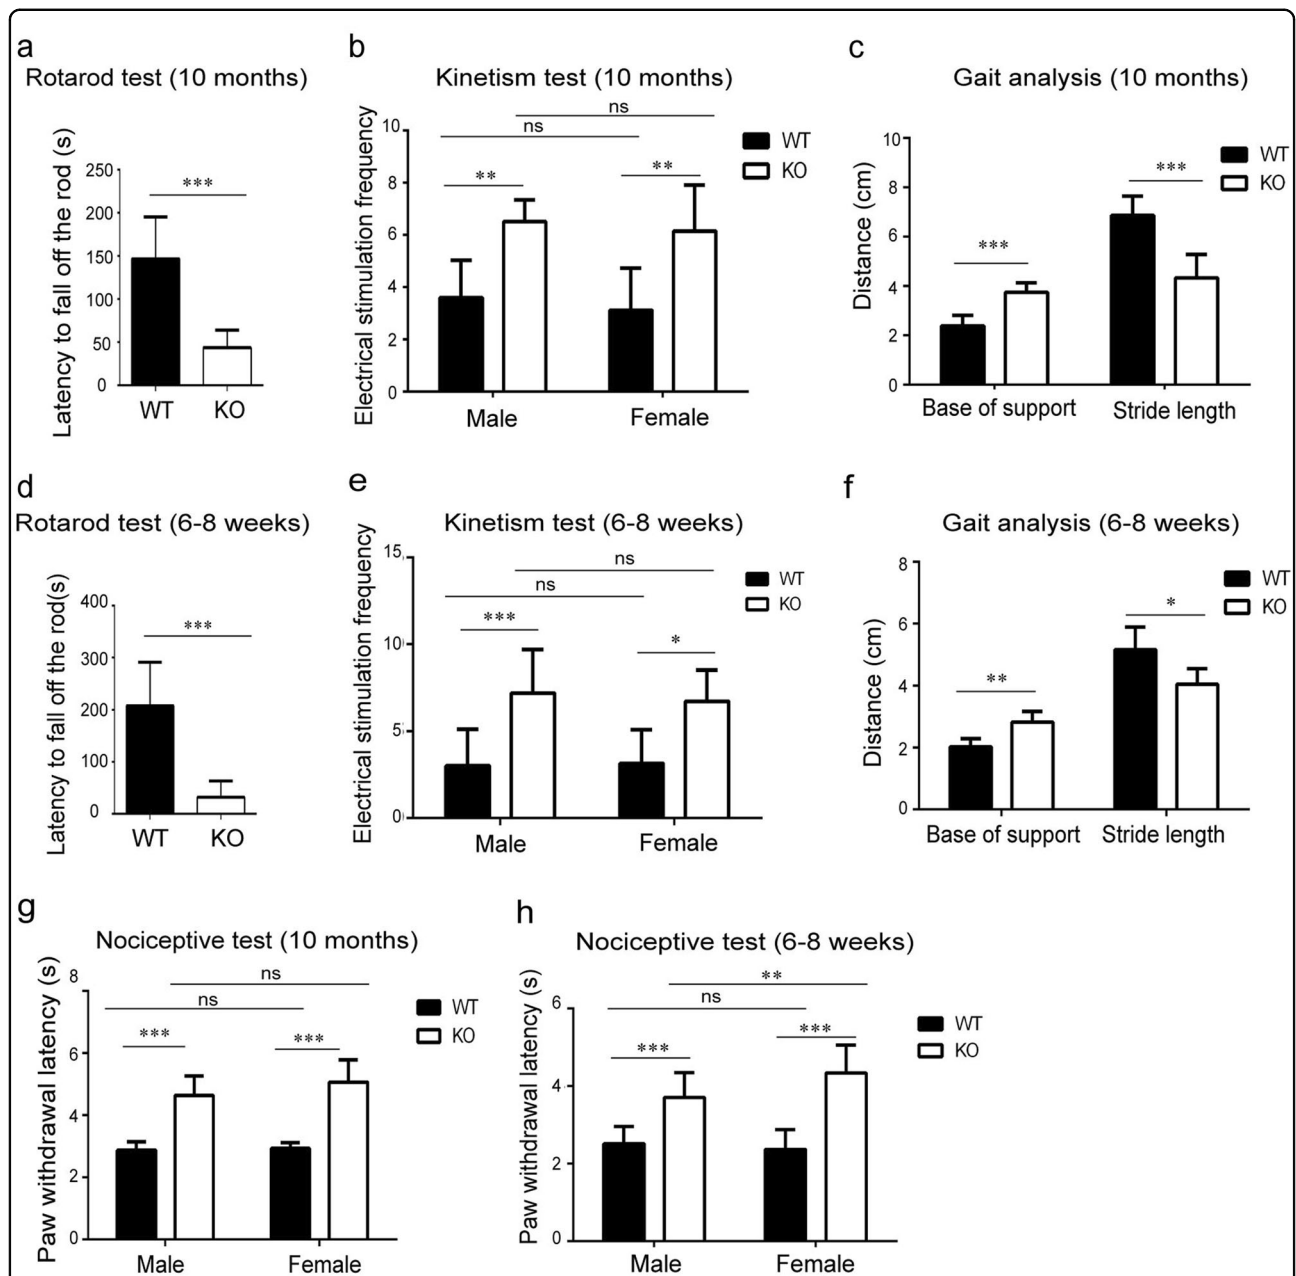 a
Rotarod test (10 months)
Latency to fall off the rod (s)
250
200
150
100
50
0
***
WT
KO
b
Kinetism test (10 months)
Electrical stimulation frequency
10
8
6
4
2
0
ns
ns
**
**
WT
KO
Male
Female
c
Gait analysis (10 months)
Distance (cm)
10
8
6
4
2
0
***
***
WT
KO
Base of support
Stride length
d
Rotarod test (6-8 weeks)
Latency to fall off the rod(s)
400
300
200
100
0
***
WT
KO
e
Kinetism test (6-8 weeks)
Electrical stimulation frequency
15
10
5
0
ns
ns
***
*
WT
KO
Male
Female
f
Gait analysis (6-8 weeks)
Distance (cm)
8
6
4
2
0
**
*
WT
KO
Base of support
Stride length
g
Nociceptive test (10 months)
Paw withdrawal latency (s)
8
6
4
2
0
ns
ns
***
***
WT
KO
Male
Female
h
Nociceptive test (6-8 weeks)
Paw withdrawal latency (s)
6
4
2
0
**
ns
***
***
WT
KO
Male
Female